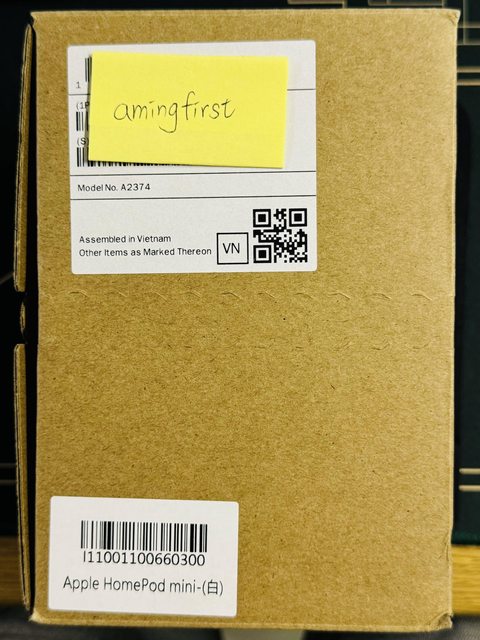 1
amingfirst
(1P
(S)
Model No. A2374
Assembled in Vietnam
Other Items as Marked Thereon
VN
I11001100660300
Apple HomePod mini-(白)